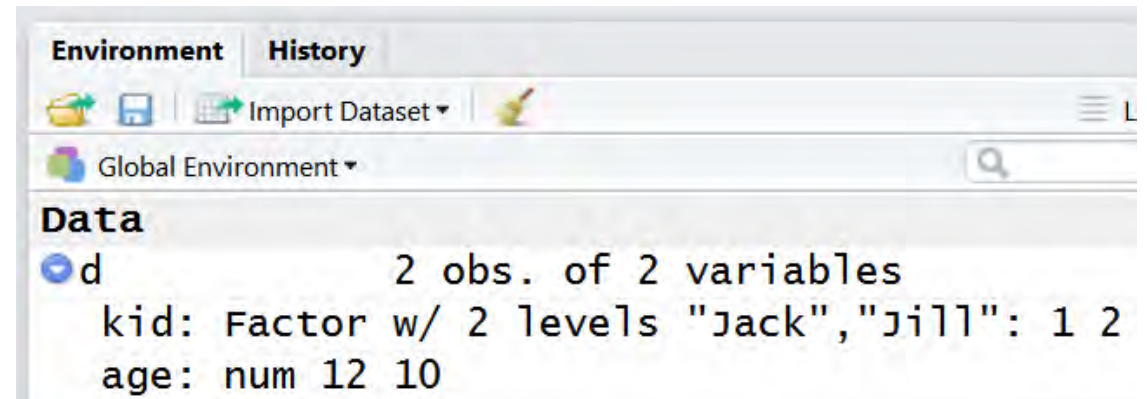 Environment History
Import Dataset
Global Environment
Data
d 2 obs. of 2 variables
kid: Factor w/ 2 levels "Jack","Jill": 1 2
age: num 12 10